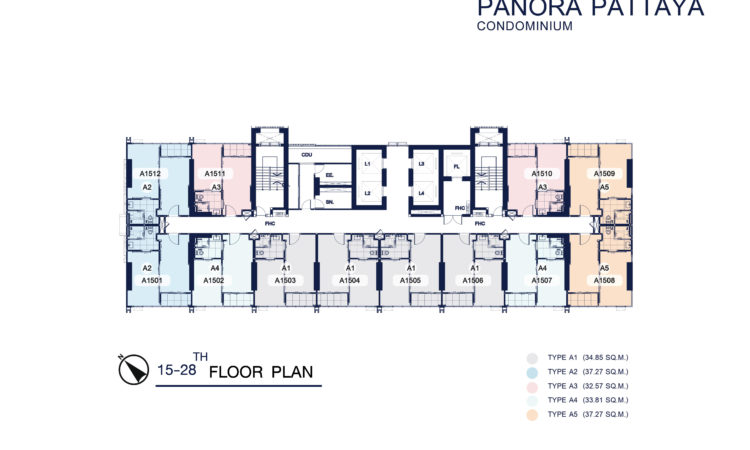 PANORA PATTAYA
CONDOMINIUM
CDU
A1512
A2
A1511
A3
EE.
SN.
L1
L2
L3
L4
FL
FHC
A1510
A3
A1509
A5
FHC
FHC
A2
A1501
A4
A1502
A1
A1503
A1
A1504
A1
A1505
A1
A1506
A4
A1507
A5
A1508
N
15-28TH FLOOR PLAN
TYPE A1 (34.85 SQ.M.)
TYPE A2 (37.27 SQ.M.)
TYPE A3 (32.57 SQ.M.)
TYPE A4 (33.81 SQ.M.)
TYPE A5 (37.27 SQ.M.)